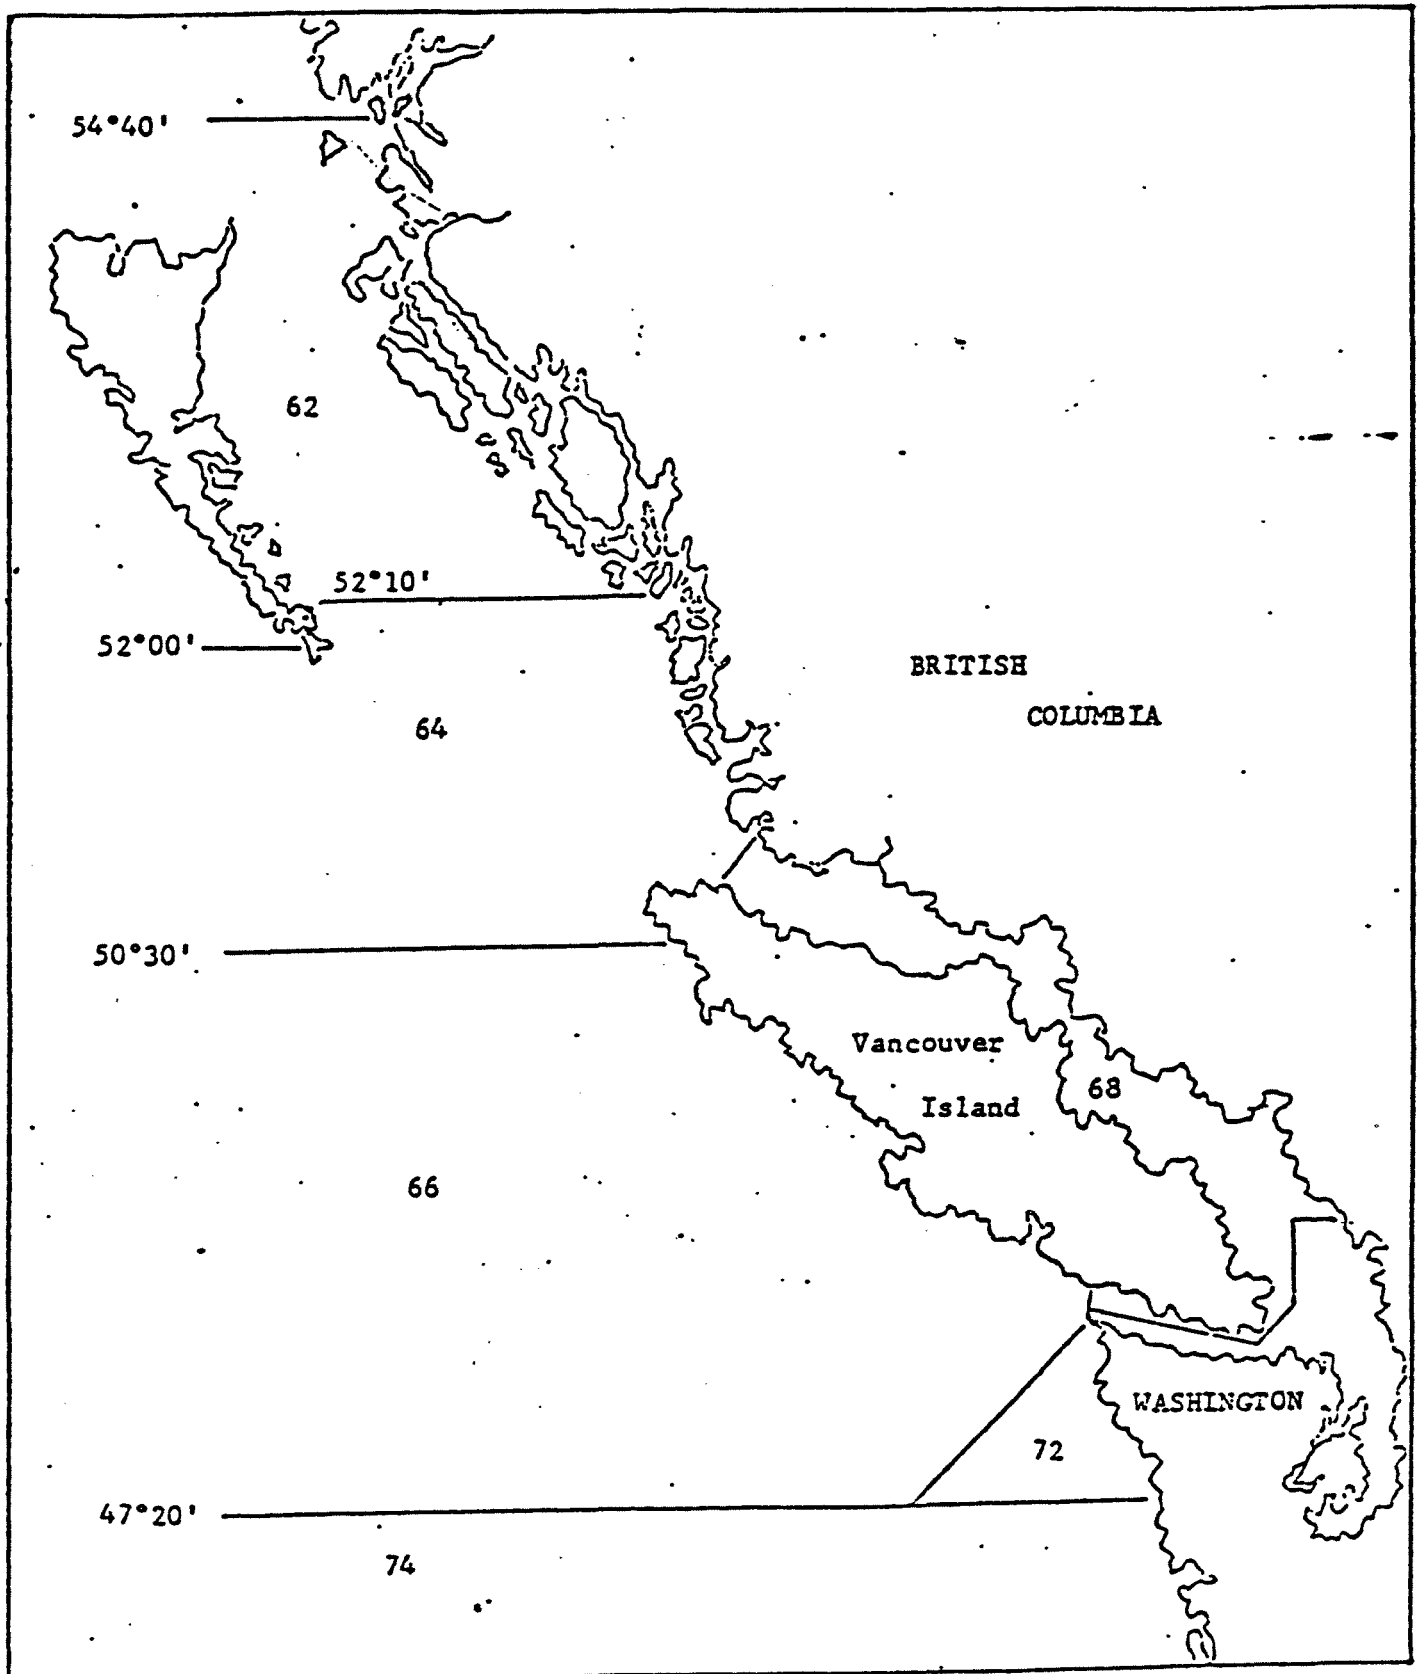 54°40'
62
52°10'
52°00'
BRITISH
COLUMBIA
64
50°30'
Vancouver
Island
68
66
WASHINGTON
72
47°20'
74